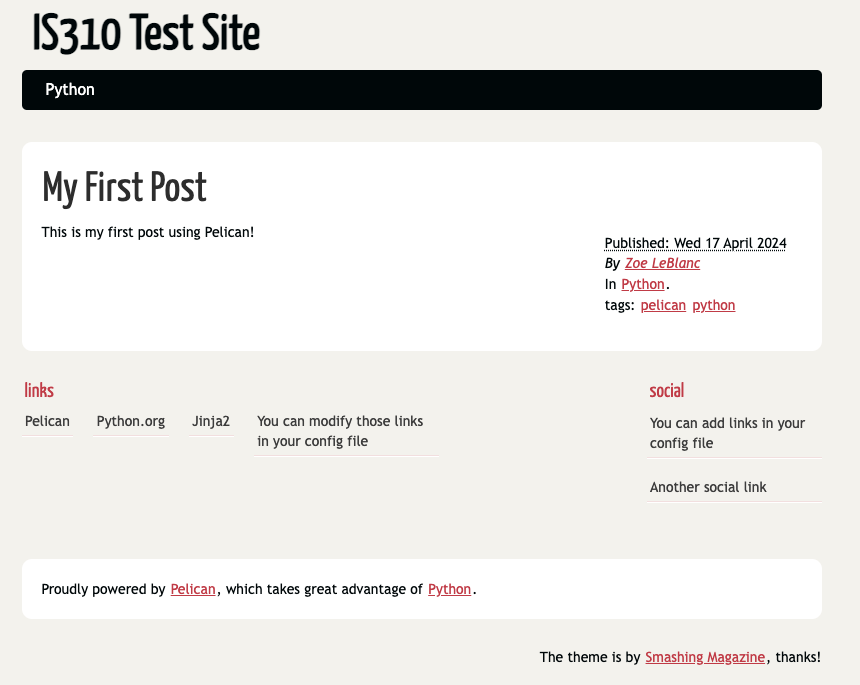 IS310 Test Site
Python
My First Post
This is my first post using Pelican!
Published: Wed 17 April 2024
By Zoe LeBlanc
In Python.
tags: pelican python
links
Pelican Python.org Jinja2 You can modify those links
in your config file
social
You can add links in your
config file
Another social link
Proudly powered by Pelican, which takes great advantage of Python.
The theme is by Smashing Magazine, thanks!